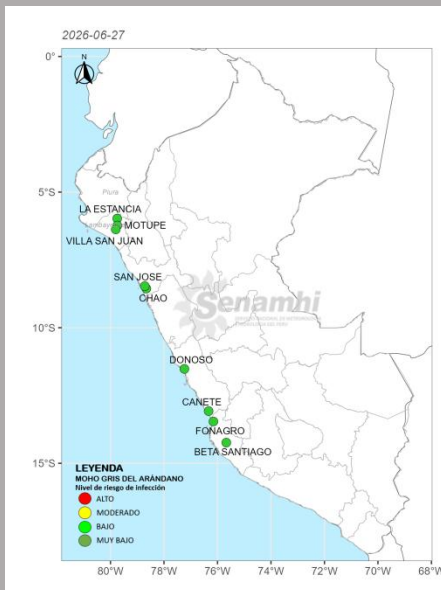 2026-06-27
N
0°
5°S
10°S
15°S
Piura
LA ESTANCIA
MOTUPE
VILLA SAN JUAN
SAN JOSE
CHAO
Senamhi
DONOSO
CANETE
FONAGRO
BETA SANTIAGO
LEYENDA
MOHO GRIS DEL ARÁNDANO
Nivel de riesgo de infección
ALTO
MODERADO
BAJO
MUY BAJO
80°W
78°W
76°W
74°W
72°W
70°W
68°W